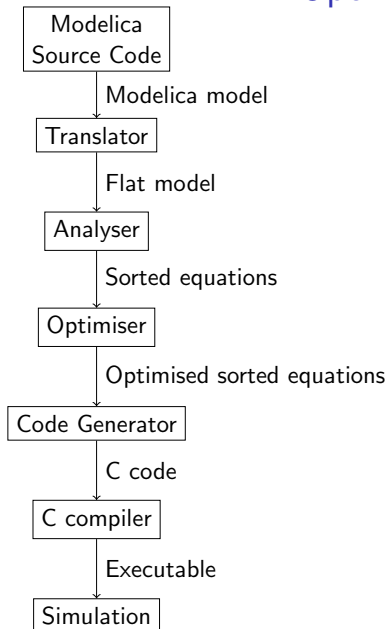 Modelica
Source Code
Modelica model
Translator
Flat model
Analyser
Sorted equations
Optimiser
Optimised sorted equations
Code Generator
C code
C compiler
Executable
Simulation